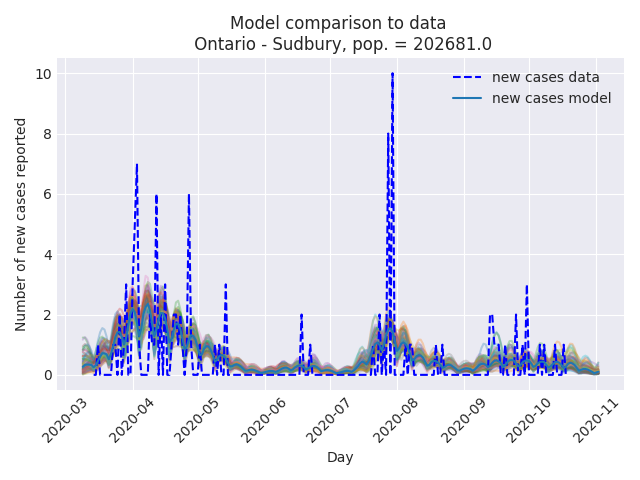 Model comparison to data
Ontario - Sudbury, pop. = 202681.0
new cases data
new cases model
Number of new cases reported
10
8
6
4
2
0
2020-03
2020-04
2020-05
2020-06
2020-07
2020-08
2020-09
2020-10
2020-11
Day